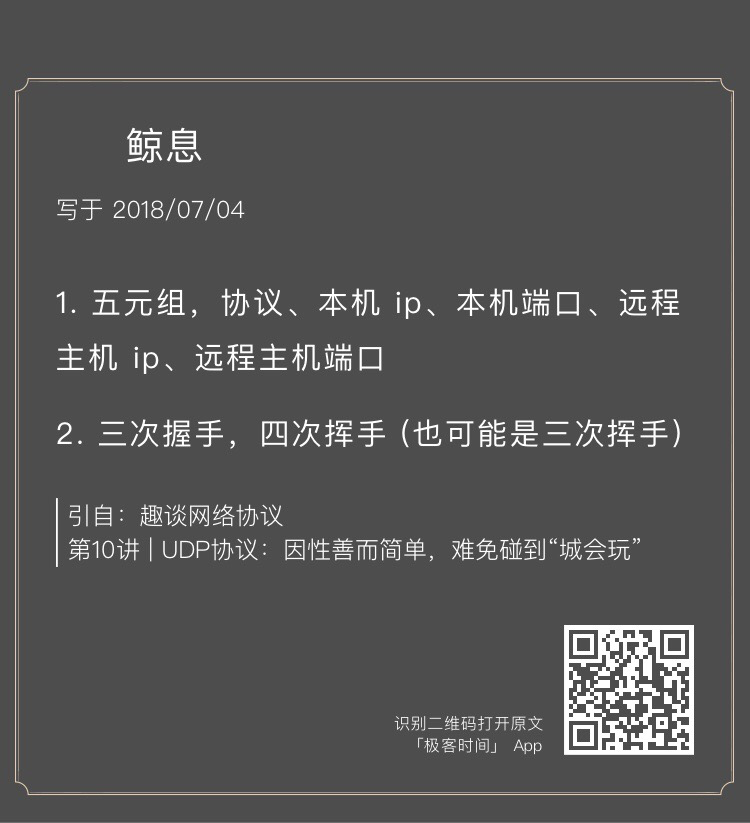 鲸息
写于 2018/07/04
1. 五元组，协议、本机 ip、本机端口、远程
主机 ip、远程主机端口
2. 三次握手，四次挥手 (也可能是三次挥手)
引自：趣谈网络协议
第10讲 | UDP协议：因性善而简单，难免碰到“城会玩”
识别二维码打开原文
「极客时间」 App